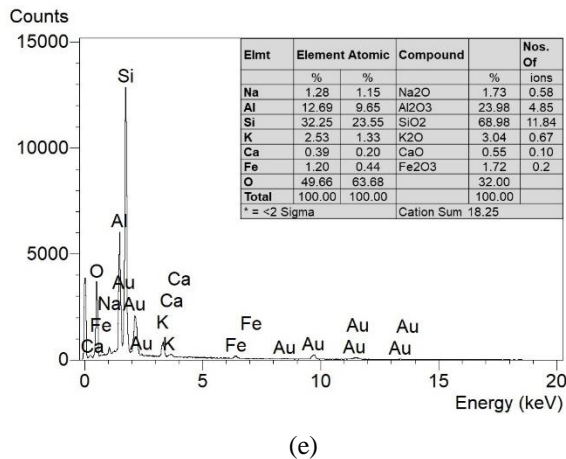 Counts
15000
10000
5000
0
Si
Al
O
Au
Na
Au
Fe
Ca
Au
K
K
Ca
Ca
Fe
Fe
Au
Au
Au
Au
Au
Au
0
5
10
15
20
Energy (keV)
Elmt Element Atomic Compound Nos. Of
% % % ions
Na 1.28 1.15 Na2O 1.73 0.58
Al 12.69 9.65 Al2O3 23.98 4.85
Si 32.25 23.55 SiO2 68.98 11.84
K 2.53 1.33 K2O 3.04 0.67
Ca 0.39 0.20 CaO 0.55 0.10
Fe 1.20 0.44 Fe2O3 1.72 0.2
O 49.66 63.68 32.00
Total 100.00 100.00 100.00
* = <2 Sigma Cation Sum 18.25
(e)